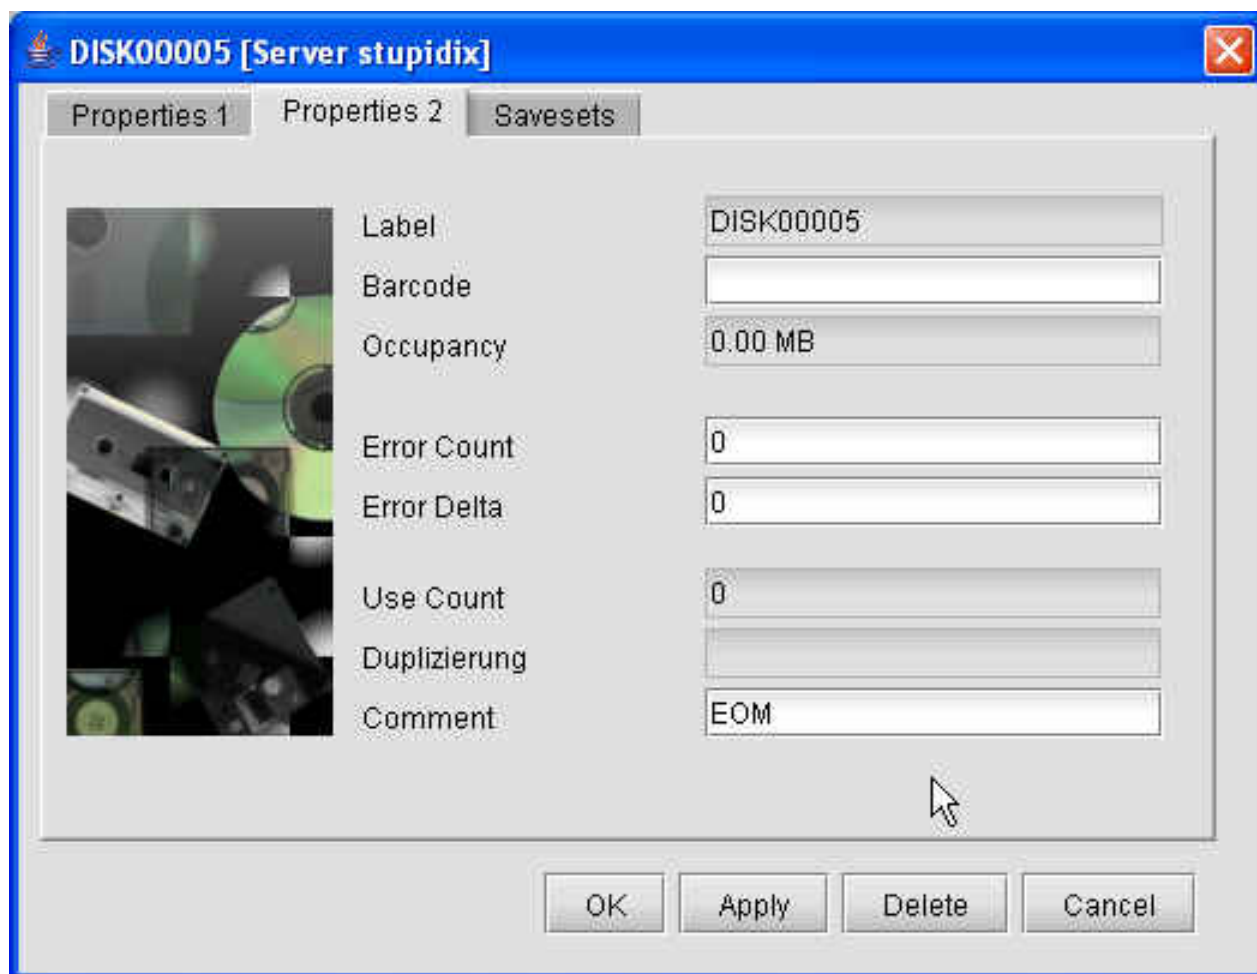 DISK00005 [Server stupidix]
Properties 1 Properties 2 Savesets
Label DISK00005
Barcode
Occupancy 0.00 MB
Error Count 0
Error Delta 0
Use Count 0
Duplizierung
Comment EOM
OK Apply Delete Cancel